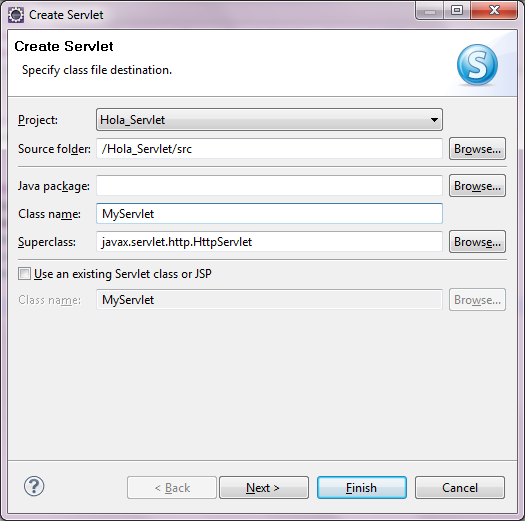 Create Servlet
Create Servlet
Specify class file destination.
S
Project: Hola_Servlet
Source folder: /Hola_Servlet/src Browse...
Java package: Browse...
Class name: MyServlet
Superclass: javax.servlet.http.HttpServlet Browse...
Use an existing Servlet class or JSP
Class name: MyServlet Browse...
? < Back Next > Finish Cancel